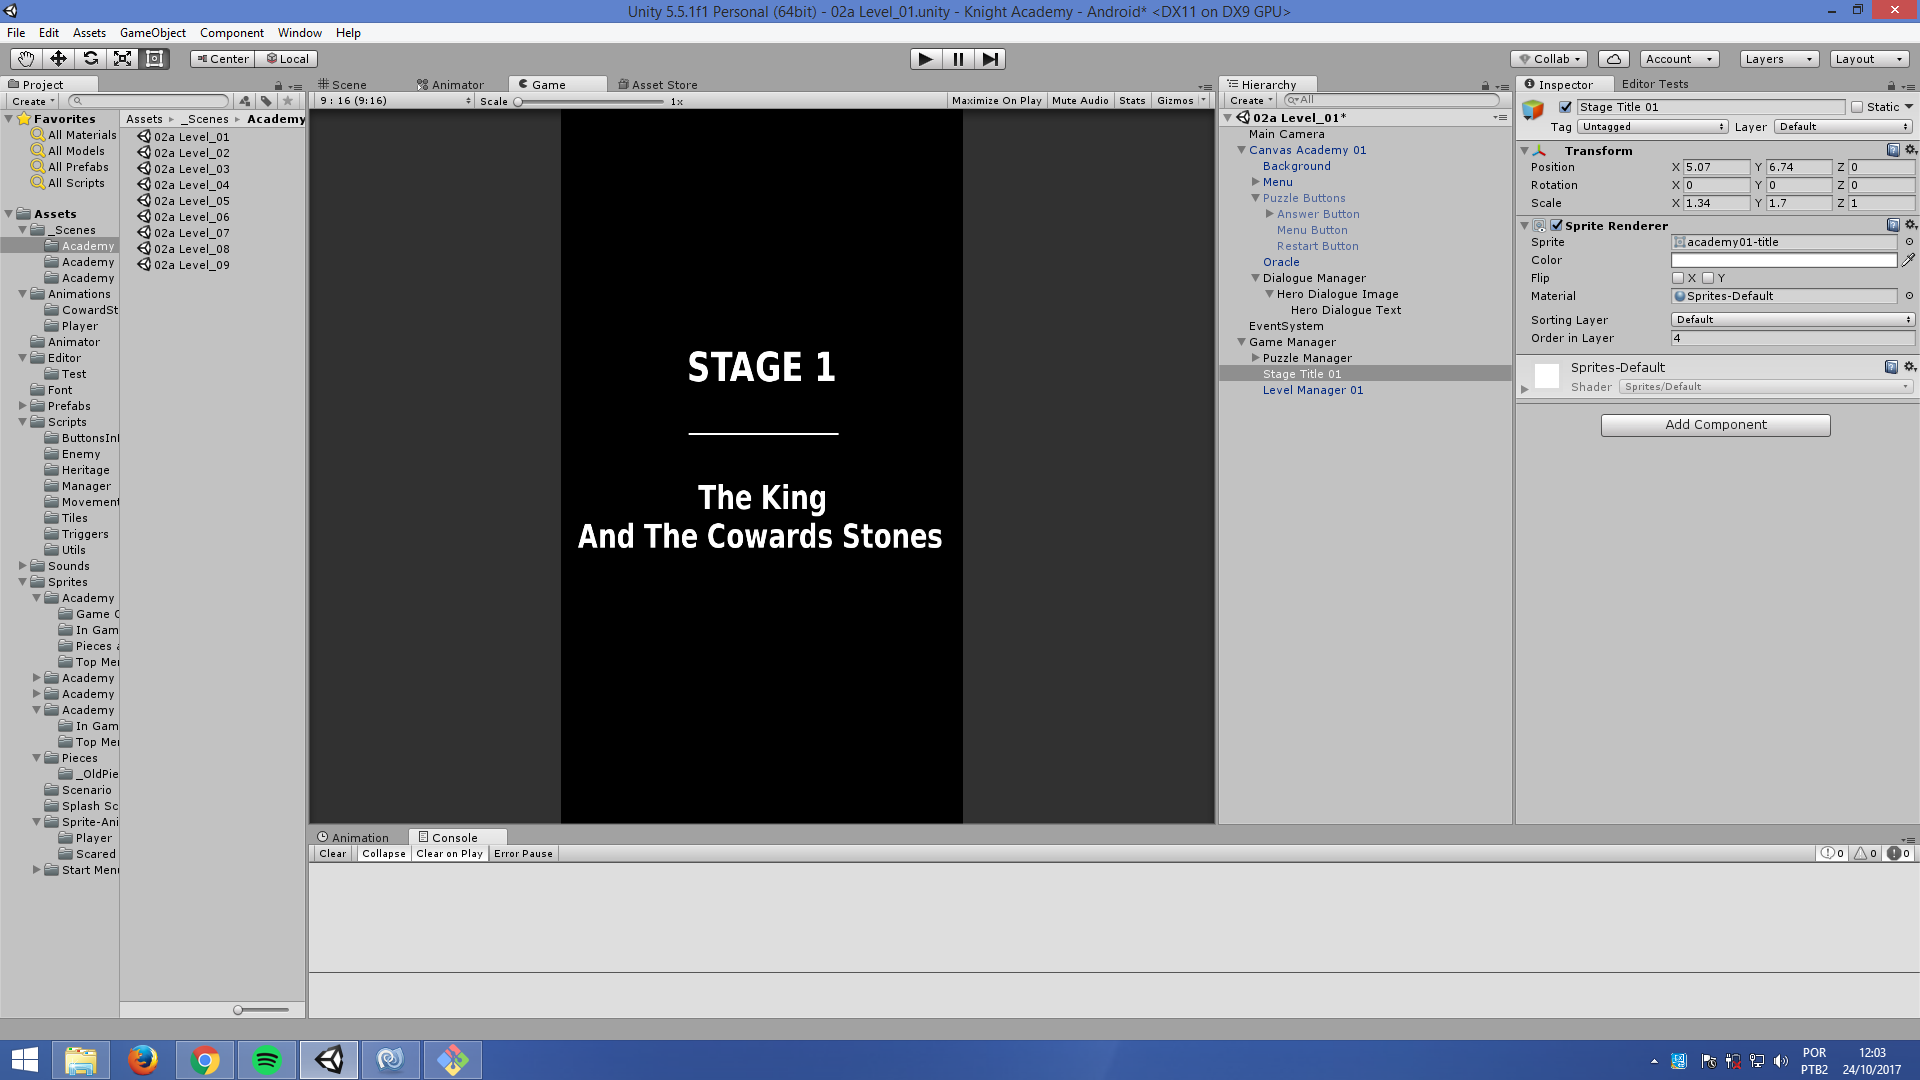 Unity 5.5.1f1 Personal (64bit) - 02a Level_01.unity - Knight Academy - Android* <DX11 on DX9 GPU>
File Edit Assets GameObject Component Window Help
Center Local Collab Account Layers Layout
Project
Create
Favorites
All Materials
All Models
All Prefabs
All Scripts
Assets
_Scenes
Academy
Academy
Academy
Animations
CowardSt
Player
Animator
Editor
Test
Font
Prefabs
Scripts
ButtonsIn
Enemy
Heritage
Manager
Movement
Tiles
Triggers
Utils
Sounds
Sprites
Academy
Game
In Gam
Pieces
Top Me
Academy
Academy
Academy
In Gam
Top Me
Pieces
_OldPie
Scenario
Splash Sc
Sprite-Ani
Player
Scared
Start Menu
Assets _Scenes Academy
02a Level_01
02a Level_02
02a Level_03
02a Level_04
02a Level_05
02a Level_06
02a Level_07
02a Level_08
02a Level_09
Scene Animator Game Asset Store
9 : 16 (9:16) Scale 1x Maximize On Play Mute Audio Stats Gizmos
STAGE 1
The King
And The Cowards Stones
Animation Console
Clear Collapse Clear on Play Error Pause 0 0 0
Hierarchy
Create All
02a Level_01*
Main Camera
Canvas Academy 01
Background
Menu
Puzzle Buttons
Answer Button
Menu Button
Restart Button
Oracle
Dialogue Manager
Hero Dialogue Image
Hero Dialogue Text
EventSystem
Game Manager
Puzzle Manager
Stage Title 01
Level Manager 01
Inspector Editor Tests
Stage Title 01 Static
Tag Untagged Layer Default
Transform
Position X 5.07 Y 6.74 Z 0
Rotation X 0 Y 0 Z 0
Scale X 1.34 Y 1.7 Z 1
Sprite Renderer
Sprite academy01-title
Color
Flip X Y
Material Sprites-Default
Sorting Layer Default
Order in Layer 4
Sprites-Default
Shader Sprites/Default
Add Component
POR
PTB2
12:03
24/10/2017